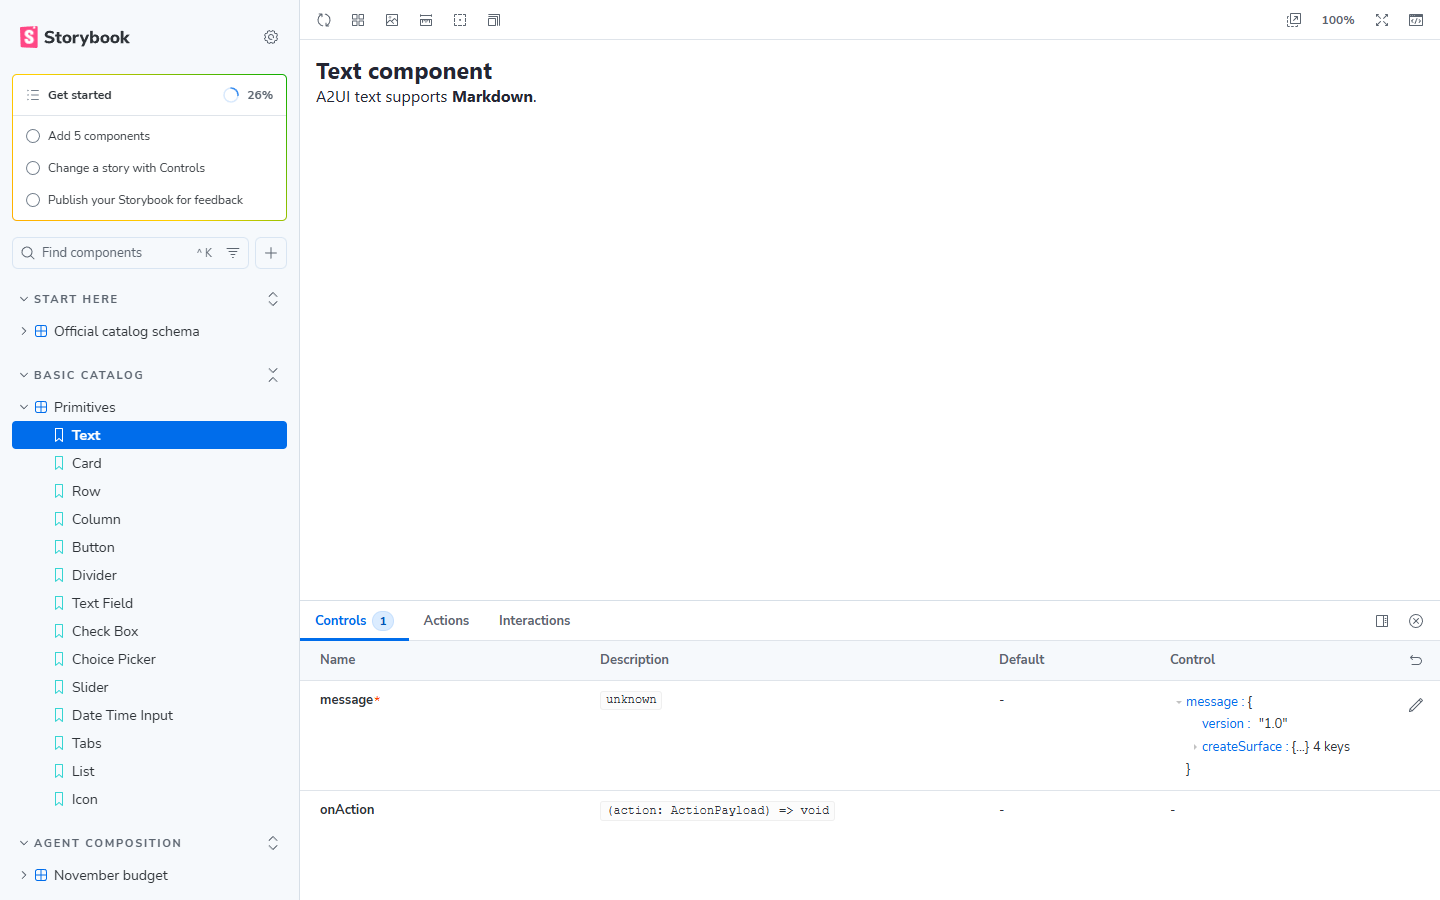 Storybook
Get started
26%
Add 5 components
Change a story with Controls
Publish your Storybook for feedback
Find components
^ K
START HERE
Official catalog schema
BASIC CATALOG
Primitives
Text
Card
Row
Column
Button
Divider
Text Field
Check Box
Choice Picker
Slider
Date Time Input
Tabs
List
Icon
AGENT COMPOSITION
November budget
100%
Text component
A2UI text supports Markdown.
Controls 1 Actions Interactions
Name Description Default Control
message* unknown - message : {
version : "1.0"
createSurface : {...} 4 keys
}
onAction (action: ActionPayload) => void - -